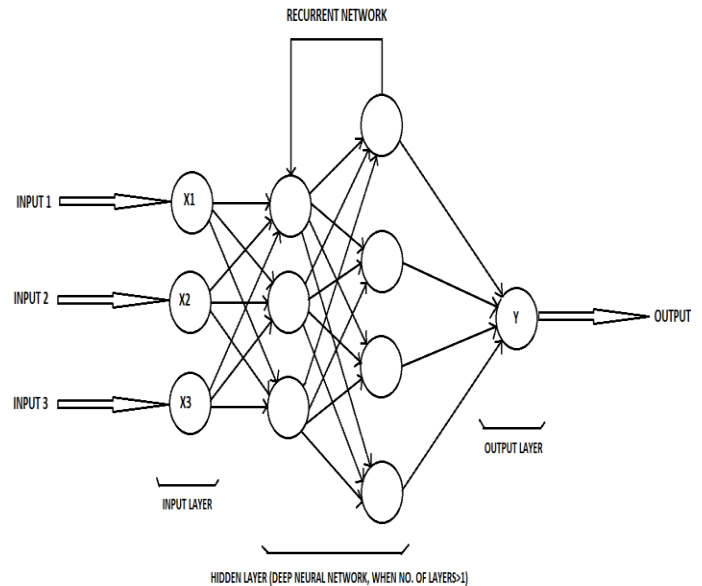 RECURRENT NETWORK
INPUT 1
X1
INPUT 2
X2
Y
OUTPUT
INPUT 3
X3
OUTPUT LAYER
INPUT LAYER
HIDDEN LAYER (DEEP NEURAL NETWORK, WHEN NO. OF LAYERS>1)